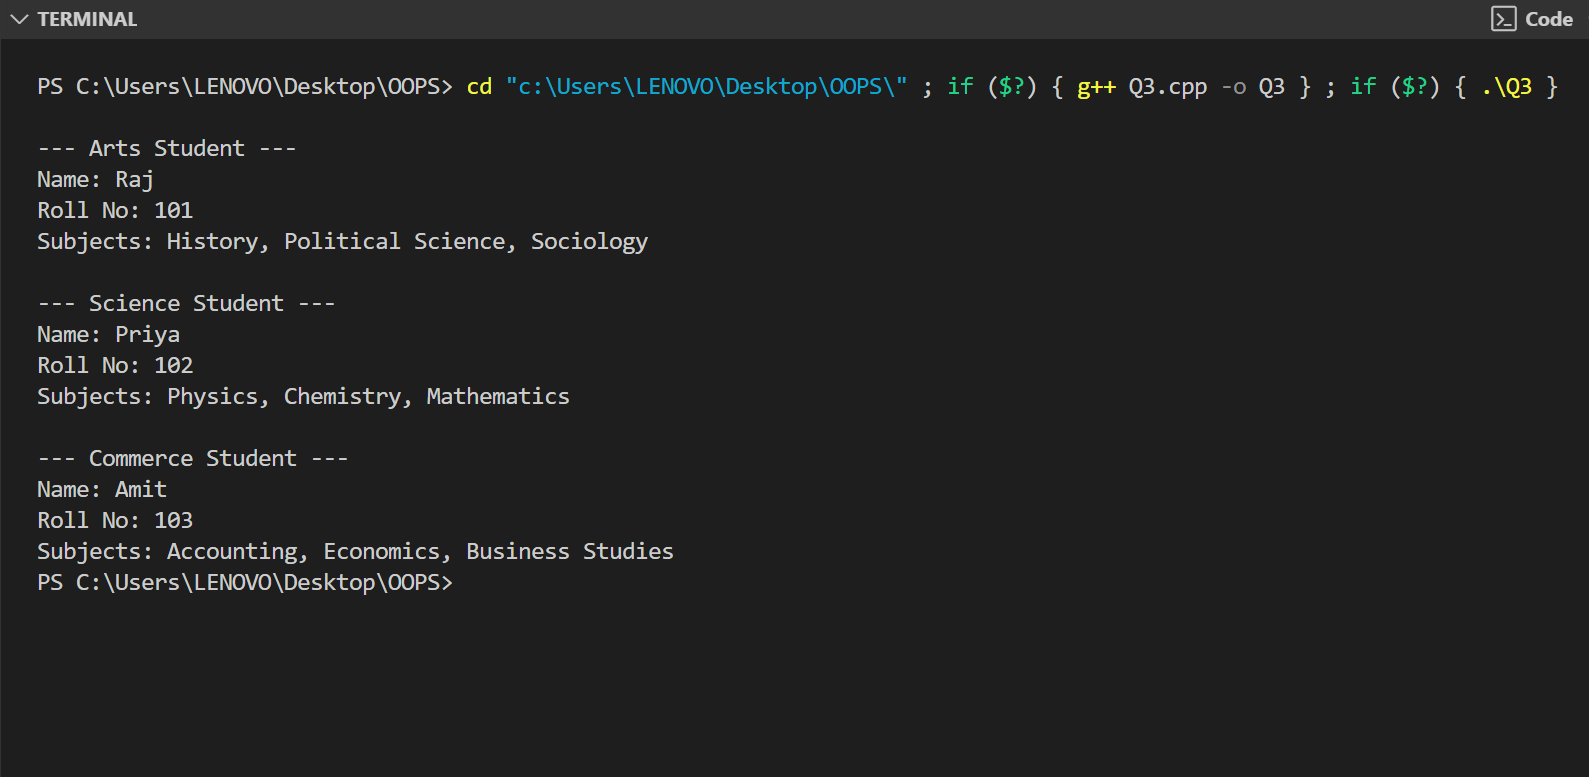 TERMINAL
Code
PS C:\Users\LENOVO\Desktop\OOPS> cd "c:\Users\LENOVO\Desktop\OOPS\" ; if ($?) { g++ Q3.cpp -o Q3 } ; if ($?) { .\Q3 }
--- Arts Student ---
Name: Raj
Roll No: 101
Subjects: History, Political Science, Sociology
--- Science Student ---
Name: Priya
Roll No: 102
Subjects: Physics, Chemistry, Mathematics
--- Commerce Student ---
Name: Amit
Roll No: 103
Subjects: Accounting, Economics, Business Studies
PS C:\Users\LENOVO\Desktop\OOPS>